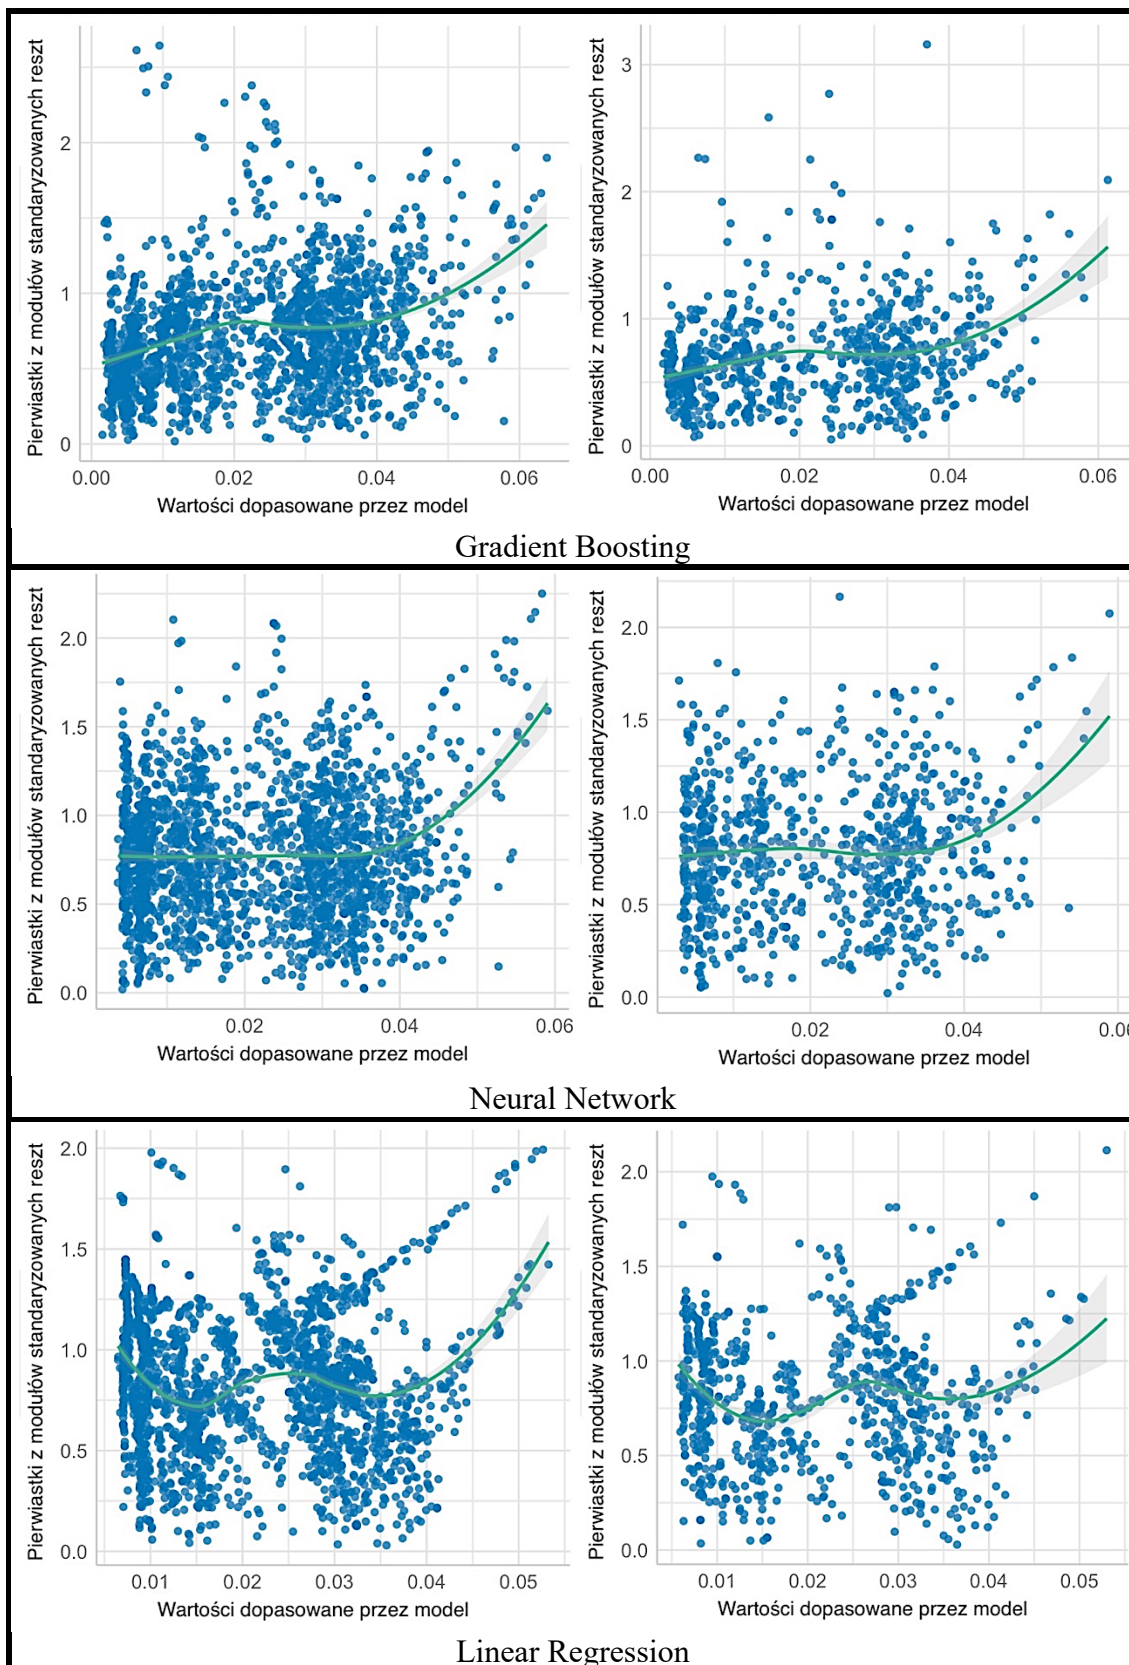 Pierwiastki z modułów standaryzowanych reszt
2
1
0
0.00 0.02 0.04 0.06
Wartości dopasowane przez model
Pierwiastki z modułów standaryzowanych reszt
3
2
1
0
0.00 0.02 0.04 0.06
Wartości dopasowane przez model
Gradient Boosting
Pierwiastki z modułów standaryzowanych reszt
2.0
1.5
1.0
0.5
0.0
0.02 0.04 0.06
Wartości dopasowane przez model
Pierwiastki z modułów standaryzowanych reszt
2.0
1.5
1.0
0.5
0.0
0.02 0.04 0.06
Wartości dopasowane przez model
Neural Network
Pierwiastki z modułów standaryzowanych reszt
2.0
1.5
1.0
0.5
0.0
0.01 0.02 0.03 0.04 0.05
Wartości dopasowane przez model
Pierwiastki z modułów standaryzowanych reszt
2.0
1.5
1.0
0.5
0.0
0.01 0.02 0.03 0.04 0.05
Wartości dopasowane przez model
Linear Regression